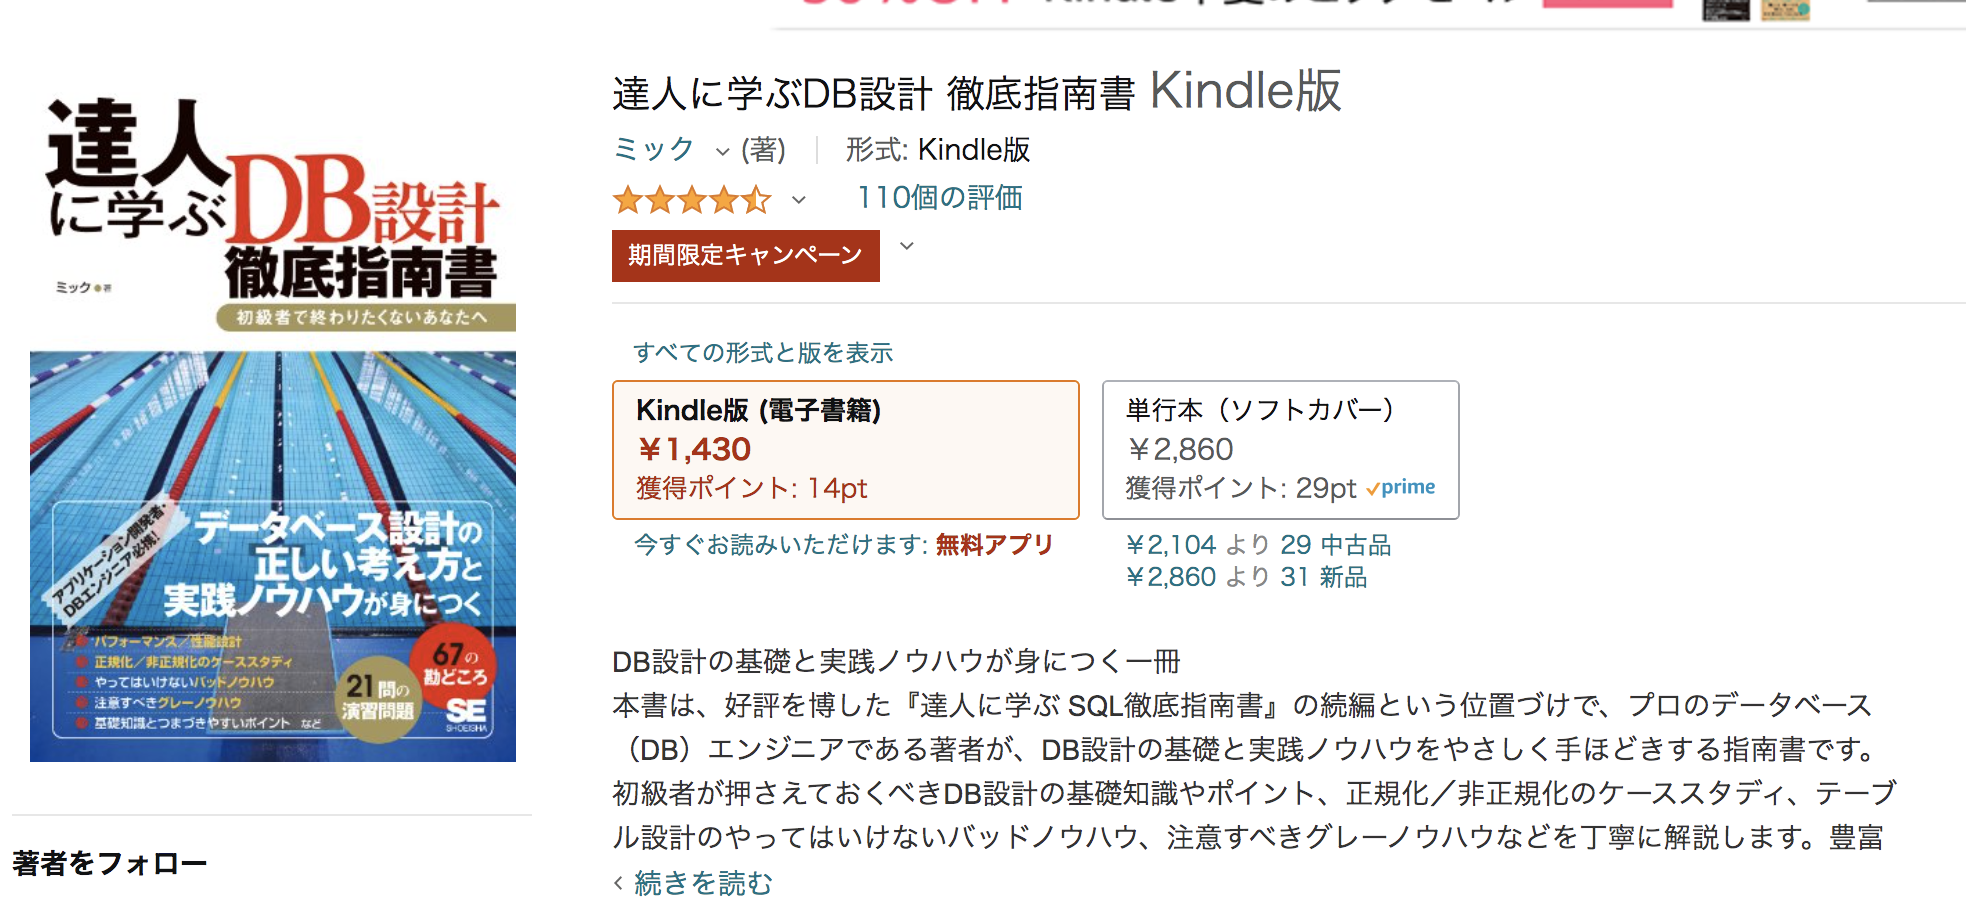 達人に学ぶDB設計 徹底指南書 Kindle版
ミック (著) 形式: Kindle版
110個の評価
期間限定キャンペーン
すべての形式と版を表示
Kindle版 (電子書籍)
￥1,430
獲得ポイント: 14pt
今すぐお読みいただけます: 無料アプリ
単行本（ソフトカバー）
￥2,860
獲得ポイント: 29pt prime
￥2,104 より 29 中古品
￥2,860 より 31 新品
DB設計の基礎と実践ノウハウが身につく一冊
本書は、好評を博した『達人に学ぶ SQL徹底指南書』の続編という位置づけで、プロのデータベース
（DB）エンジニアである著者が、DB設計の基礎と実践ノウハウをやさしく手ほどきする指南書です。
初級者が押さえておくべきDB設計の基礎知識やポイント、正規化／非正規化のケーススタディ、テーブ
ル設計のやってはいけないバッドノウハウ、注意すべきグレーノウハウなどを丁寧に解説します。豊富
続きを読む
達人
に学ぶDB設計
徹底指南書
ミック●著
初級者で終わりたくないあなたへ
アプリケーション開発者・
DBエンジニア必携!
データベース設計の
正しい考え方と
実践ノウハウが身につく
パフォーマンス／性能設計
正規化／非正規化のケーススタディ
やってはいけないバッドノウハウ
注意すべきグレーノウハウ
基礎知識とつまづきやすいポイント など
21問の
演習問題
67の
勘どころ
SE
SHOEISHA
著者をフォロー